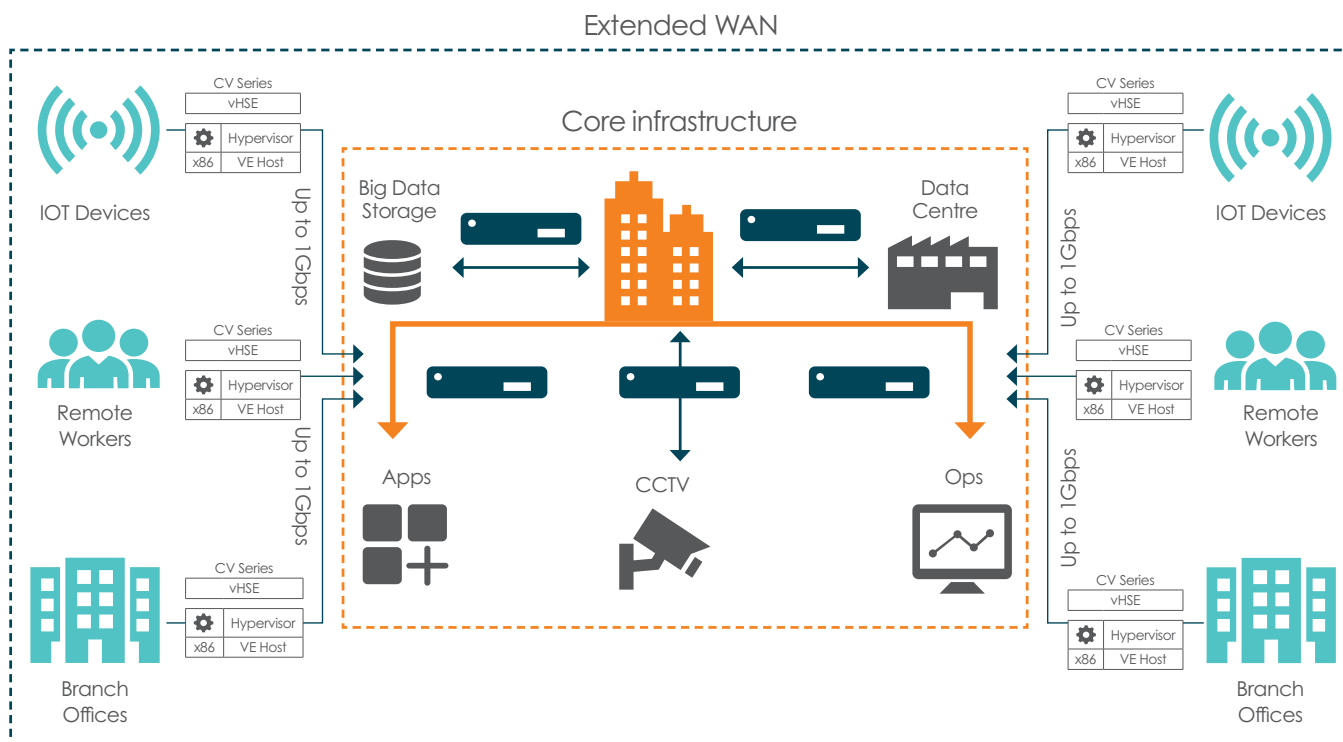 Extended WAN
CV Series
vHSE
Hypervisor
x86
VE Host
IOT Devices
Up to 1Gbps
CV Series
vHSE
Hypervisor
x86
VE Host
Remote
Workers
Up to 1Gbps
CV Series
vHSE
Hypervisor
x86
VE Host
Branch
Offices
Core infrastructure
Big Data
Storage
Data
Centre
Apps
CCTV
Ops
CV Series
vHSE
Hypervisor
x86
VE Host
IOT Devices
Up to 1Gbps
CV Series
vHSE
Hypervisor
x86
VE Host
Remote
Workers
Up to 1Gbps
CV Series
vHSE
Hypervisor
x86
VE Host
Branch
Offices